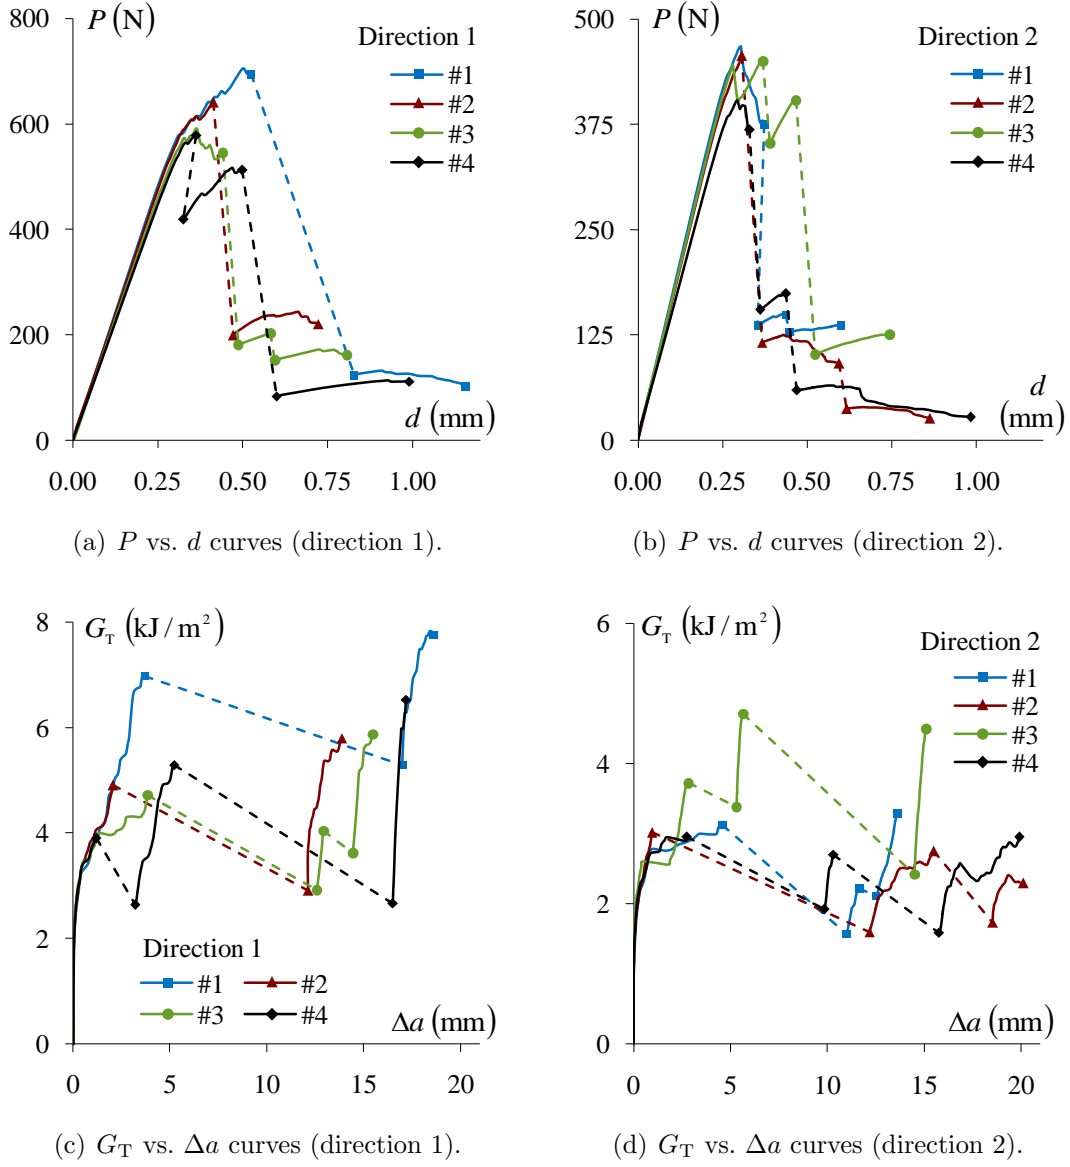 P (N)
Direction 1
#1
#2
#3
#4
800
600
400
200
0
0.00 0.25 0.50 0.75 1.00
d (mm)
(a) P vs. d curves (direction 1).
P (N)
Direction 2
#1
#2
#3
#4
500
375
250
125
0
0.00 0.25 0.50 0.75 1.00
d
(mm)
(b) P vs. d curves (direction 2).
G_T (kJ/m²)
8
6
4
2
0
Direction 1
#1 #2
#3 #4
Δa (mm)
0 5 10 15 20
(c) G_T vs. Δa curves (direction 1).
G_T (kJ/m²)
Direction 2
#1
#2
#3
#4
6
4
2
0
Δa (mm)
0 5 10 15 20
(d) G_T vs. Δa curves (direction 2).